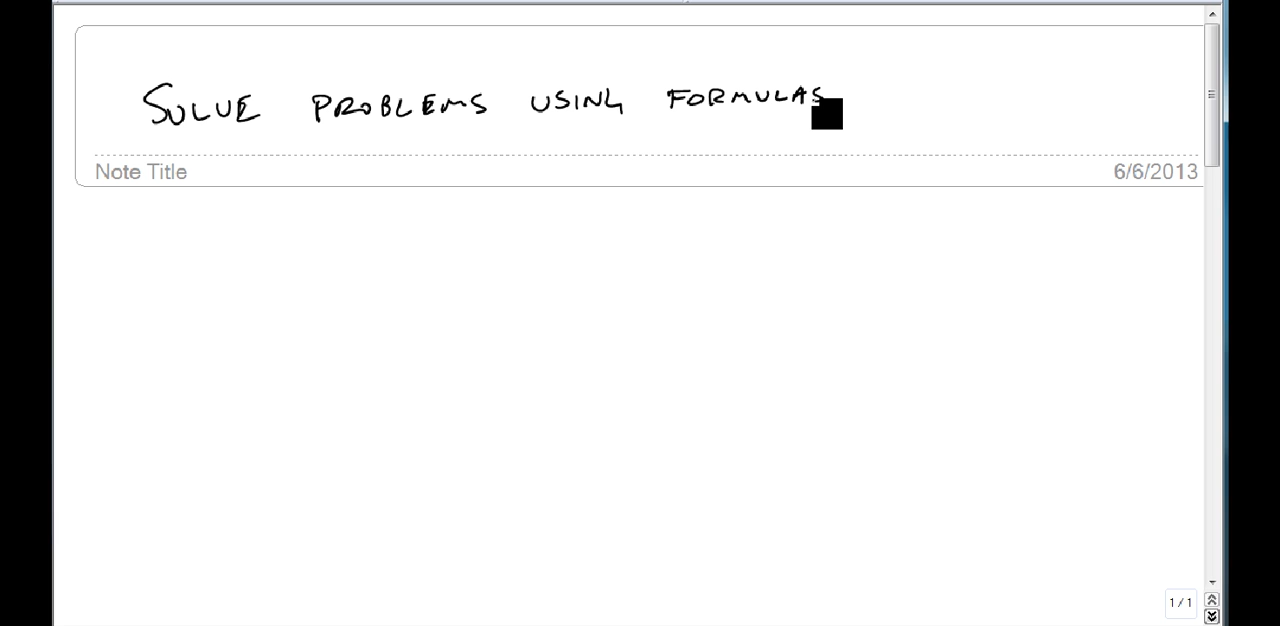 SOLVE PROBLEMS USING FORMULAS
Note Title 6/6/2013
1 / 1